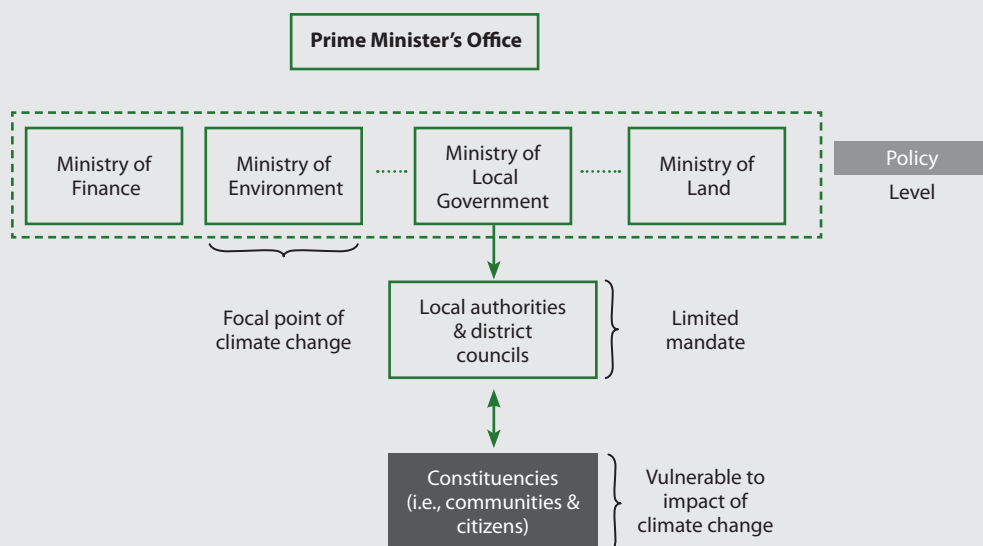 Prime Minister’s Office
Ministry of
Finance
Ministry of
Environment
Ministry of
Local
Government
Ministry of
Land
Policy
Level
Focal point of
climate change
Local authorities
& district
councils
Limited
mandate
Constituencies
(i.e., communities &
citizens)
Vulnerable to
impact of
climate change